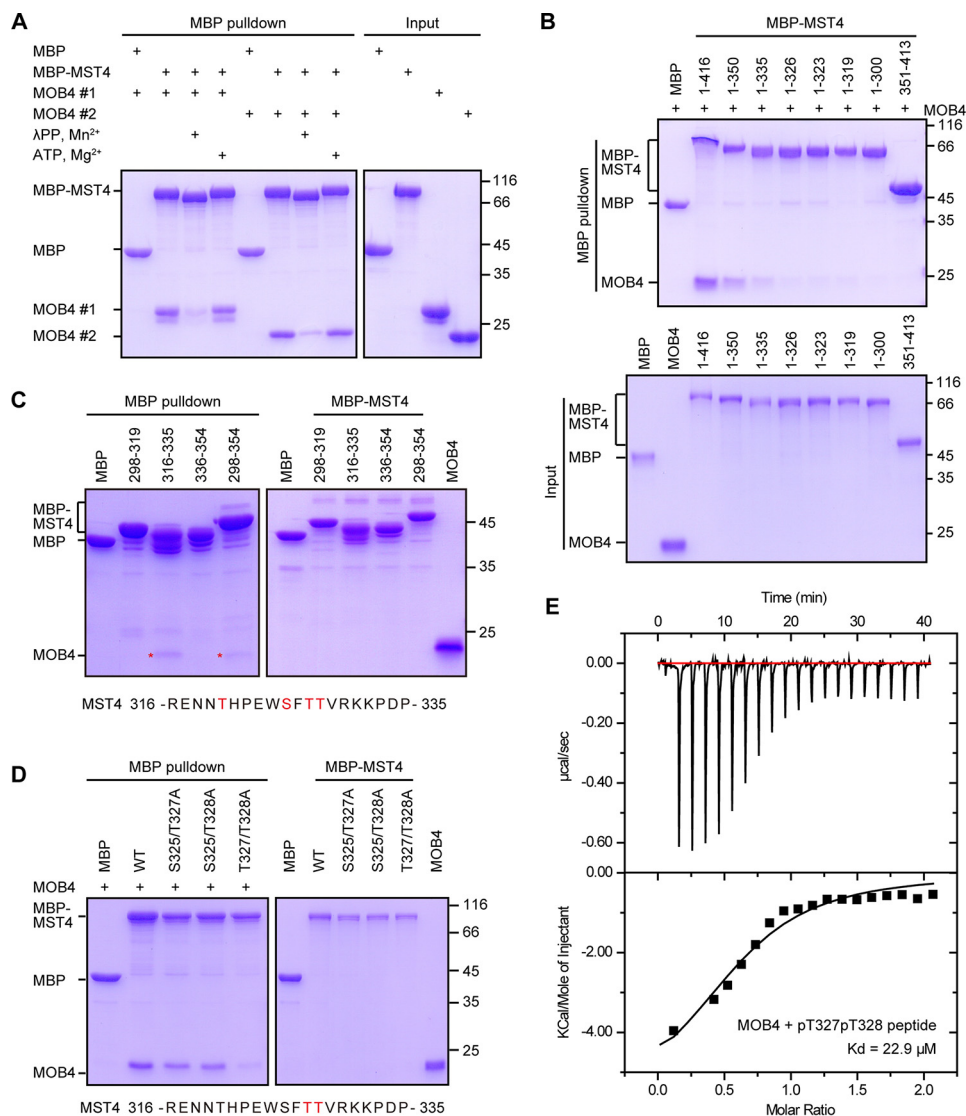 A
MBP pulldown
Input
MBP + + +
MBP-MST4 + + + + + + +
MOB4 #1 + + + + +
MOB4 #2 + + + + +
λPP, Mn²⁺ + +
ATP, Mg²⁺ + +
MBP-MST4
MBP
MOB4 #1
MOB4 #2
116
66
45
35
25
B
MBP-MST4
MBP
1-416
1-350
1-335
1-326
1-323
1-319
1-300
351-413
+ + + + + + + + + MOB4
MBP pulldown
MBP-
MST4
MBP
MOB4
116
66
45
35
25
MBP
MOB4
1-416
1-350
1-335
1-326
1-323
1-319
1-300
351-413
Input
MBP-
MST4
MBP
MOB4
116
66
45
35
25
C
MBP pulldown
MBP-MST4
MBP
298-319
316-335
336-354
298-354
MBP
298-319
316-335
336-354
298-354
MOB4
MBP-
MST4
MBP
MOB4
* *
45
35
25
MST4 316 -RENNTHPEWSFTTVRKKPDP- 335
D
MBP pulldown
MBP-MST4
MBP
WT
S325/T327A
S325/T328A
T327/T328A
MBP
WT
S325/T327A
S325/T328A
T327/T328A
MOB4
MOB4 + + + + +
MBP-
MST4
MBP
MOB4
116
66
45
35
25
MST4 316 -RENNTHPEWSFTTVRKKPDP- 335
E
Time (min)
0 10 20 30 40
0.00
-0.20
-0.40
-0.60
µcal/sec
0.00
-2.00
-4.00
KCal/Mole of Injectant
MOB4 + pT327pT328 peptide
Kd = 22.9 µM
0.0 0.5 1.0 1.5 2.0
Molar Ratio